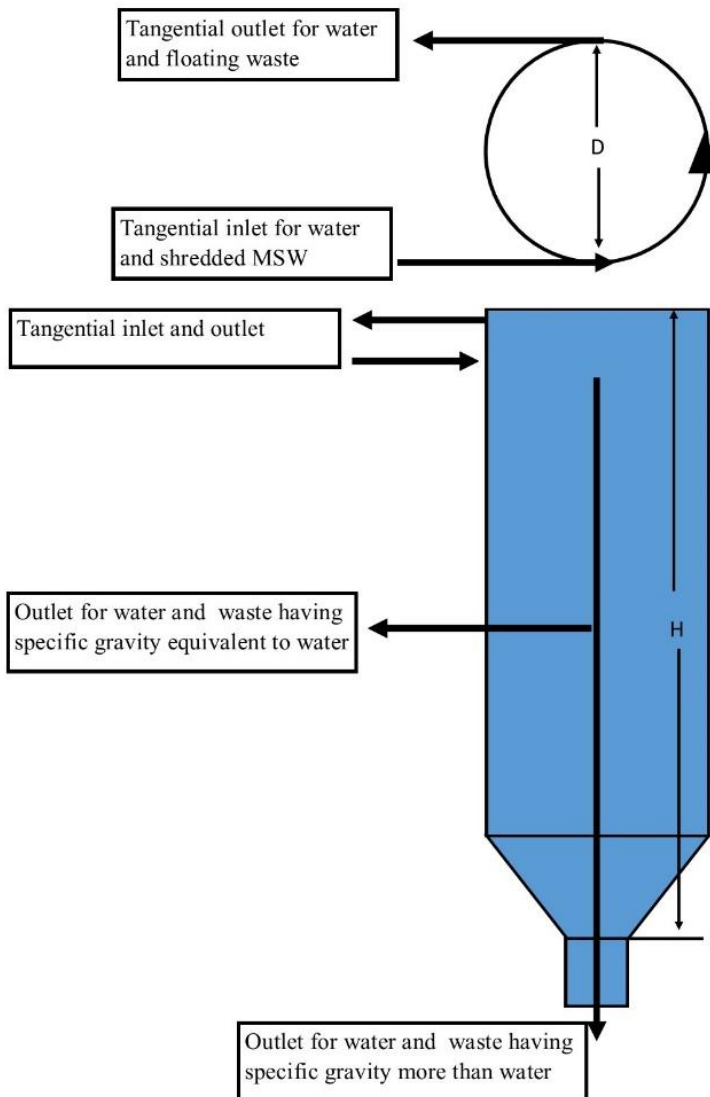 Tangential outlet for water
and floating waste
D
Tangential inlet for water
and shredded MSW
Tangential inlet and outlet
Outlet for water and waste having
specific gravity equivalent to water
H
Outlet for water and waste having
specific gravity more than water